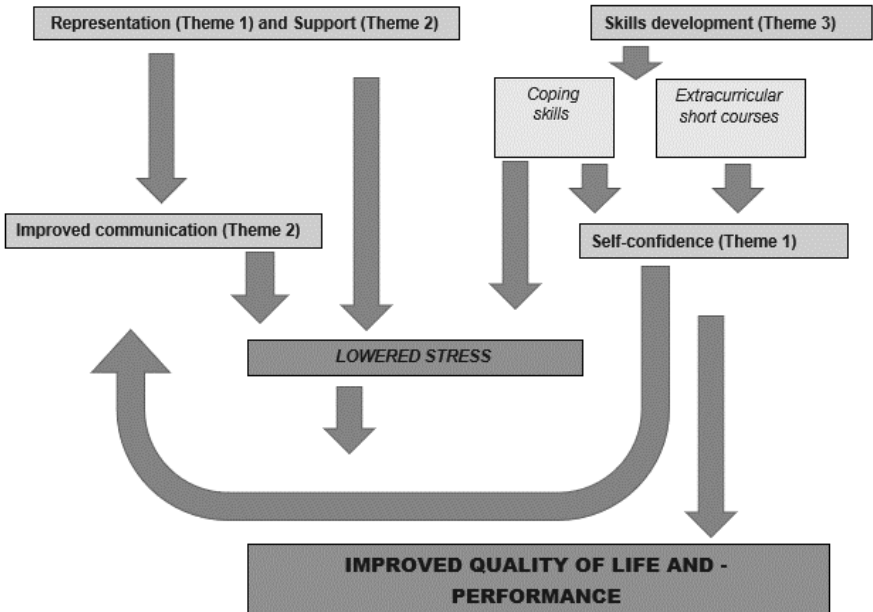 Representation (Theme 1) and Support (Theme 2)
Skills development (Theme 3)
Coping
skills
Extracurricular
short courses
Improved communication (Theme 2)
Self-confidence (Theme 1)
LOWERED STRESS
IMPROVED QUALITY OF LIFE AND -
PERFORMANCE